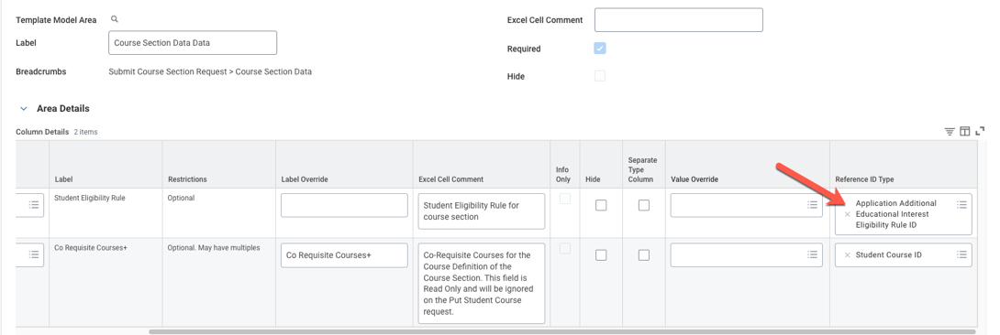 Template Model Area
Excel Cell Comment
Label
Course Section Data Data
Required
Breadcrumbs
Submit Course Section Request > Course Section Data
Hide
Area Details
Column Details 2 items
Label
Restrictions
Label Override
Excel Cell Comment
Info
Only
Hide
Separate
Type
Column
Value Override
Reference ID Type
Student Eligibility Rule
Optional
Student Eligibility Rule for
course section
Application Additional
Educational Interest
Eligibility Rule ID
Co Requisite Courses+
Optional. May have multiples
Co Requisite Courses+
Co-Requisite Courses for the
Course Definition of the
Course Section. This field is
Read Only and will be ignored
on the Put Student Course
request.
Student Course ID